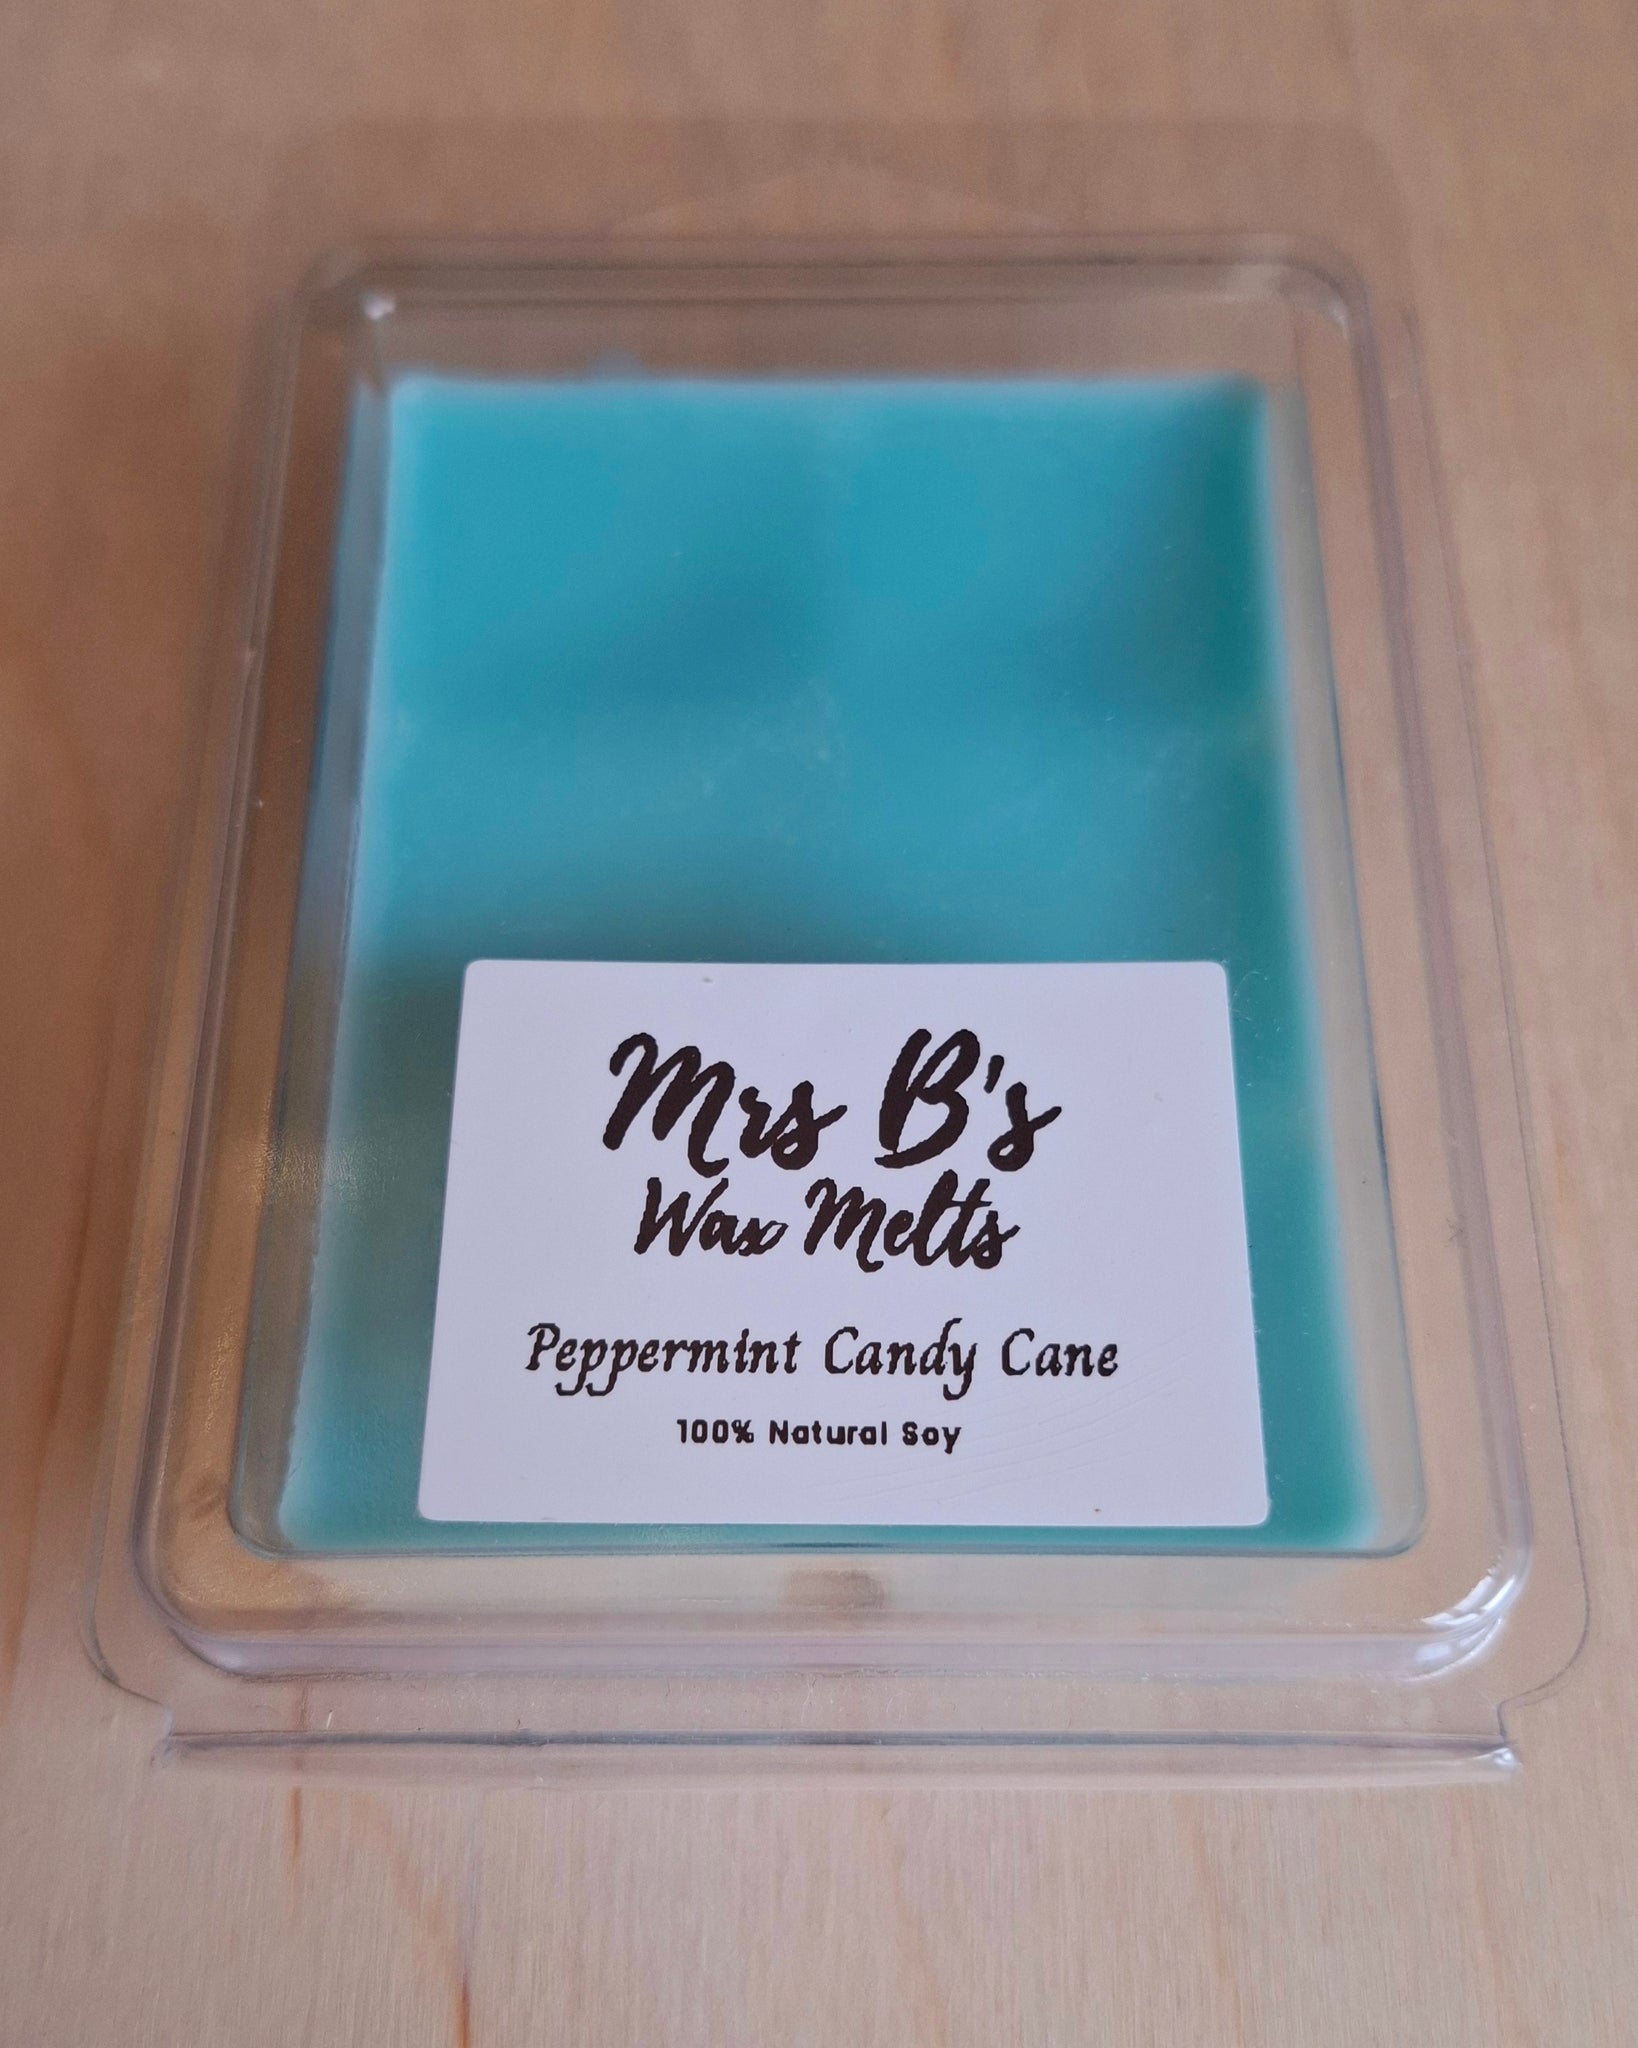 Mrs B's
Wax Melts
Peppermint Candy Cane
100% Natural Soy